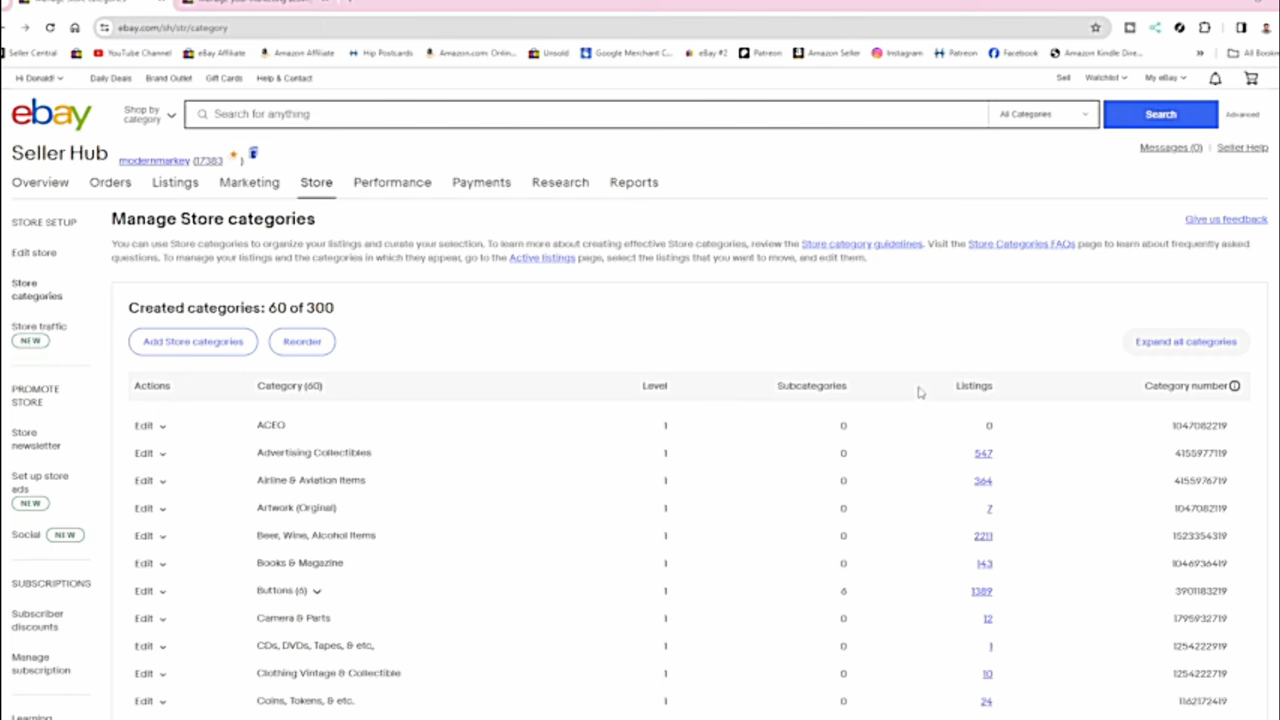 ebay.com/sh/str/category
Seller Central YouTube Channel eBay Affiliate Amazon Affiliate Hip Postcards Amazon.com: Onlin... Unsold Google Merchant C... eBay #2 Patreon Amazon Seller Instagram Patreon Facebook Amazon Kindle Dire... » All Book
Hi Donald! Daily Deals Brand Outlet Gift Cards Help & Contact Sell Watchlist My eBay
ebay Shop by category Search for anything All Categories Search Advanced
Seller Hub modernmarkey (17383 ) Messages (0) | Seller Help
Overview Orders Listings Marketing Store Performance Payments Research Reports
STORE SETUP
Edit store
Store
categories
Store traffic
NEW
PROMOTE
STORE
Store
newsletter
Set up store
ads
NEW
Social NEW
SUBSCRIPTIONS
Subscriber
discounts
Manage
subscription
Learning
Manage Store categories Give us feedback
You can use Store categories to organize your listings and curate your selection. To learn more about creating effective Store categories, review the Store category guidelines. Visit the Store Categories FAQs page to learn about frequently asked
questions. To manage your listings and the categories in which they appear, go to the Active listings page, select the listings that you want to move, and edit them.
Created categories: 60 of 300
Add Store categories Reorder Expand all categories
Actions Category (60) Level Subcategories Listings Category number
Edit ACEO 1 0 0 1047082219
Edit Advertising Collectibles 1 0 547 4155977119
Edit Airline & Aviation Items 1 0 364 4155976719
Edit Artwork (Orginal) 1 0 7 1047082119
Edit Beer, Wine, Alcohol Items 1 0 2211 1523354319
Edit Books & Magazine 1 0 143 1046936419
Edit Buttons (6) 1 6 1389 3901183219
Edit Camera & Parts 1 0 12 1795932719
Edit CDs, DVDs, Tapes, & etc, 1 0 1 1254222919
Edit Clothing Vintage & Collectible 1 0 10 1254222719
Edit Coins, Tokens, & etc. 1 0 24 1162172419